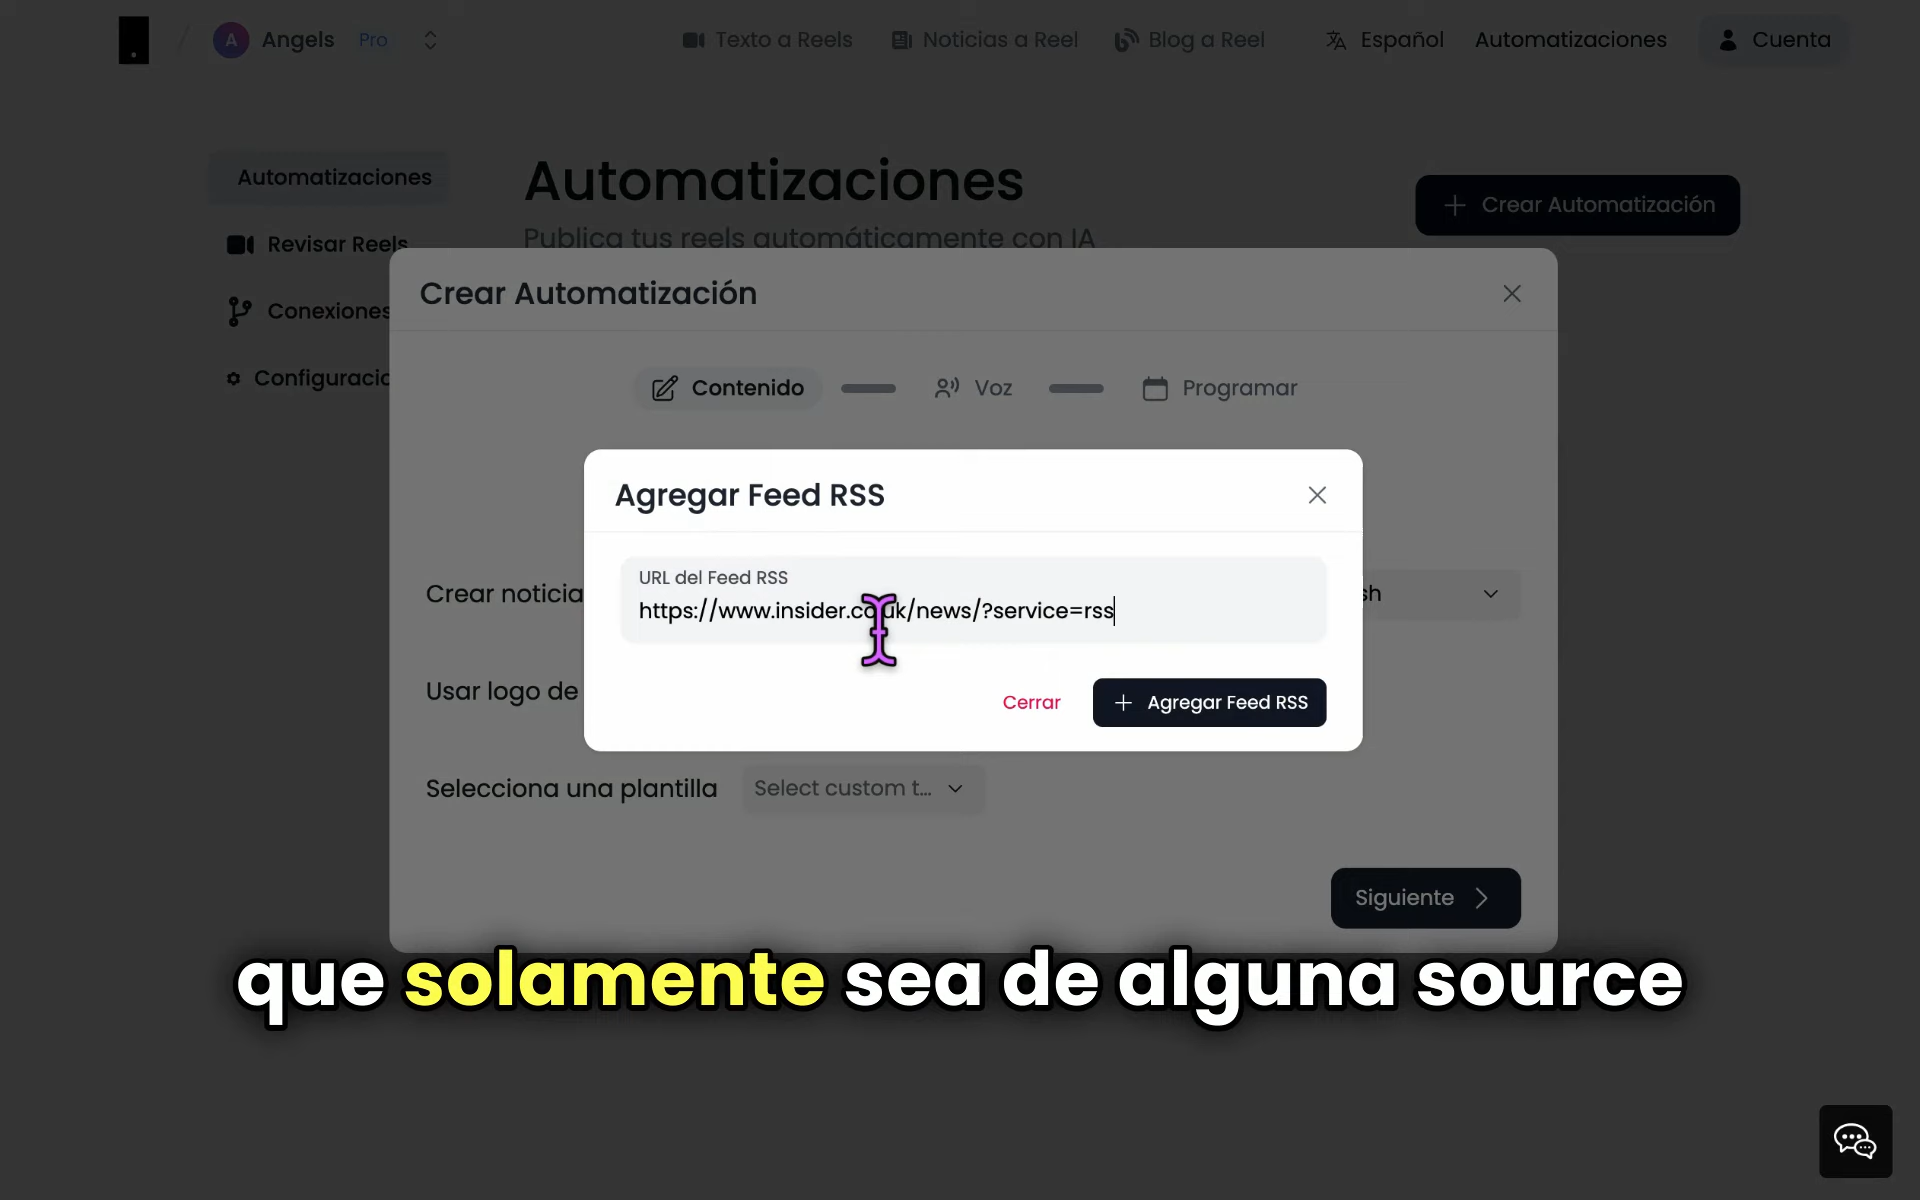 A Angels Pro Texto a Reels Noticias a Reel Blog a Reel Español Automatizaciones Cuenta
Automatizaciones
Revisar Reels
Conexiones
Automatizaciones
Publica tus reels automáticamente con IA
Crear Automatización
Crear Automatización
Contenido Voz Programar
Agregar Feed RSS
URL del Feed RSS
https://www.insider.co.uk/news/?service=rss
Cerrar Agregar Feed RSS
Crear noticia
Usar logo de
Selecciona una plantilla Select custom t...
Siguiente
que solamente sea de alguna source